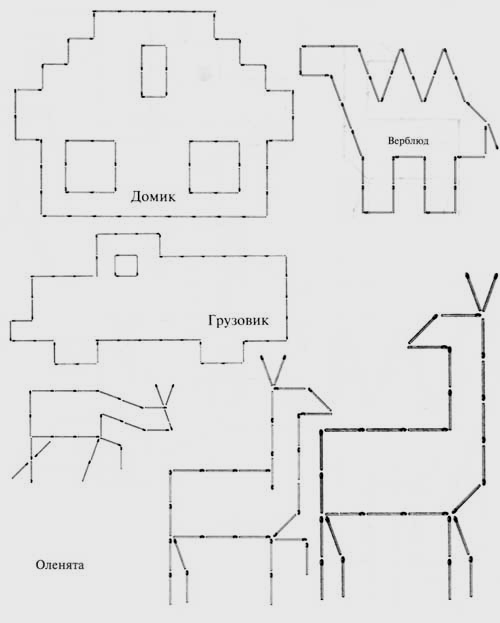 Домик
Верблюд
Грузовик
Оленята